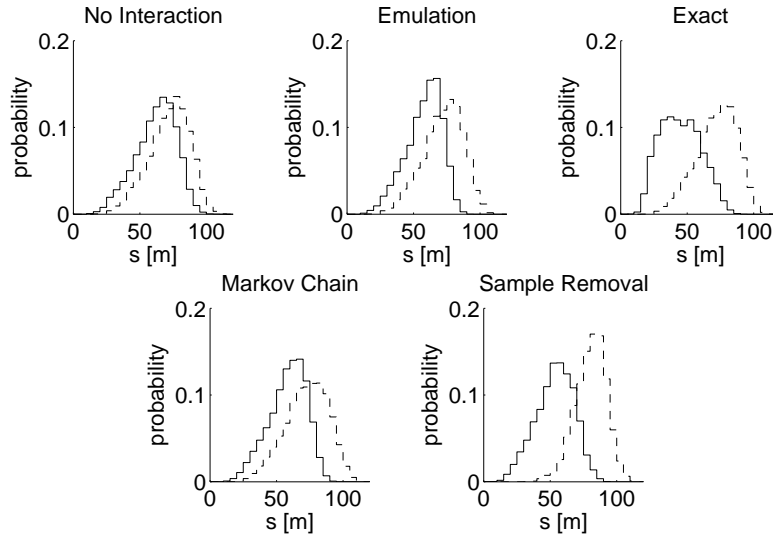 No Interaction
0.2
0.1
0
probability
0 50 100
s [m]
Emulation
0.2
0.1
0
probability
0 50 100
s [m]
Exact
0.2
0.1
0
probability
0 50 100
s [m]
Markov Chain
0.2
0.1
0
probability
0 50 100
s [m]
Sample Removal
0.2
0.1
0
probability
0 50 100
s [m]